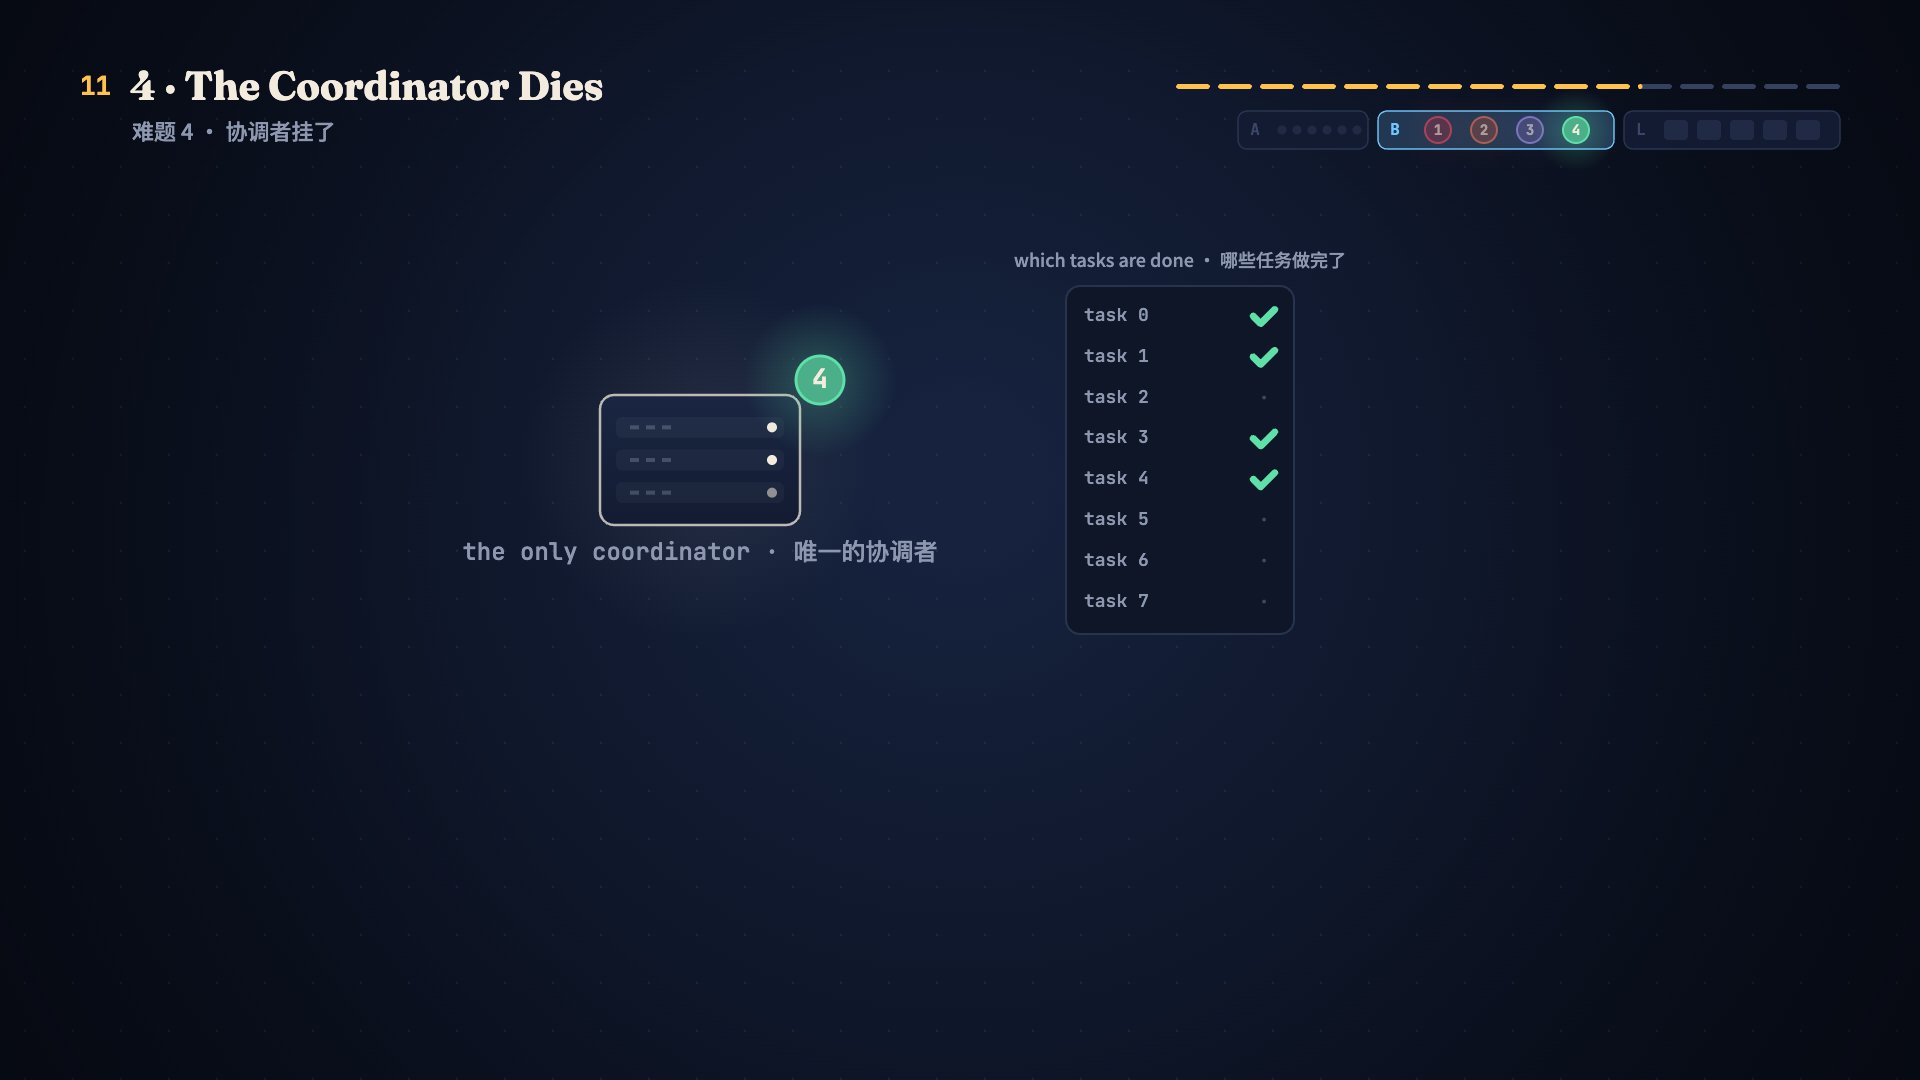 11 4 · The Coordinator Dies
难题 4 · 协调者挂了
A B 1 2 3 4 L
which tasks are done · 哪些任务做完了
4
the only coordinator · 唯一的协调者
task 0
task 1
task 2
task 3
task 4
task 5
task 6
task 7